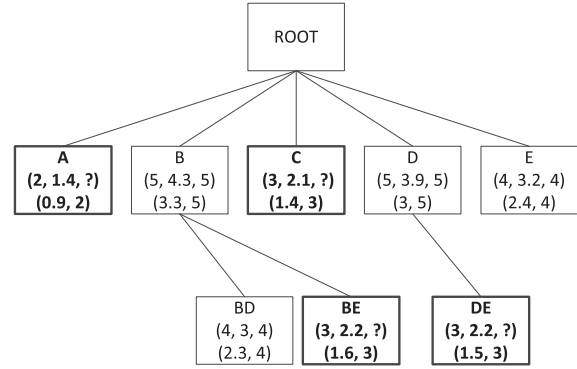 ROOT
A
(2, 1.4, ?)
(0.9, 2)
B
(5, 4.3, 5)
(3.3, 5)
C
(3, 2.1, ?)
(1.4, 3)
D
(5, 3.9, 5)
(3, 5)
E
(4, 3.2, 4)
(2.4, 4)
BD
(4, 3, 4)
(2.3, 4)
BE
(3, 2.2, ?)
(1.6, 3)
DE
(3, 2.2, ?)
(1.5, 3)